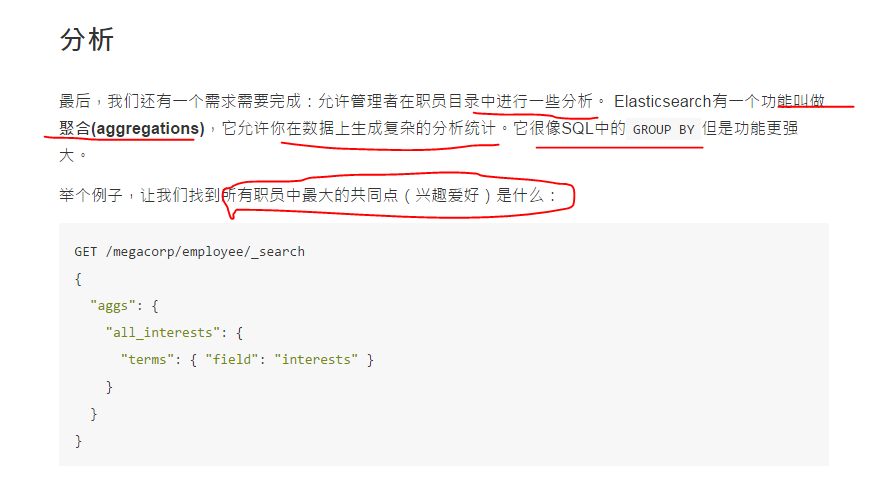 分析
最后，我们还有一个需求需要完成：允许管理者在职员目录中进行一些分析。 Elasticsearch有一个功能叫做
聚合(aggregations)，它允许你在数据上生成复杂的分析统计。它很像SQL中的 GROUP BY 但是功能更强
大。
举个例子，让我们找到所有职员中最大的共同点（兴趣爱好）是什么：
GET /megacorp/employee/_search
{
  "aggs": {
    "all_interests": {
      "terms": { "field": "interests" }
    }
  }
}